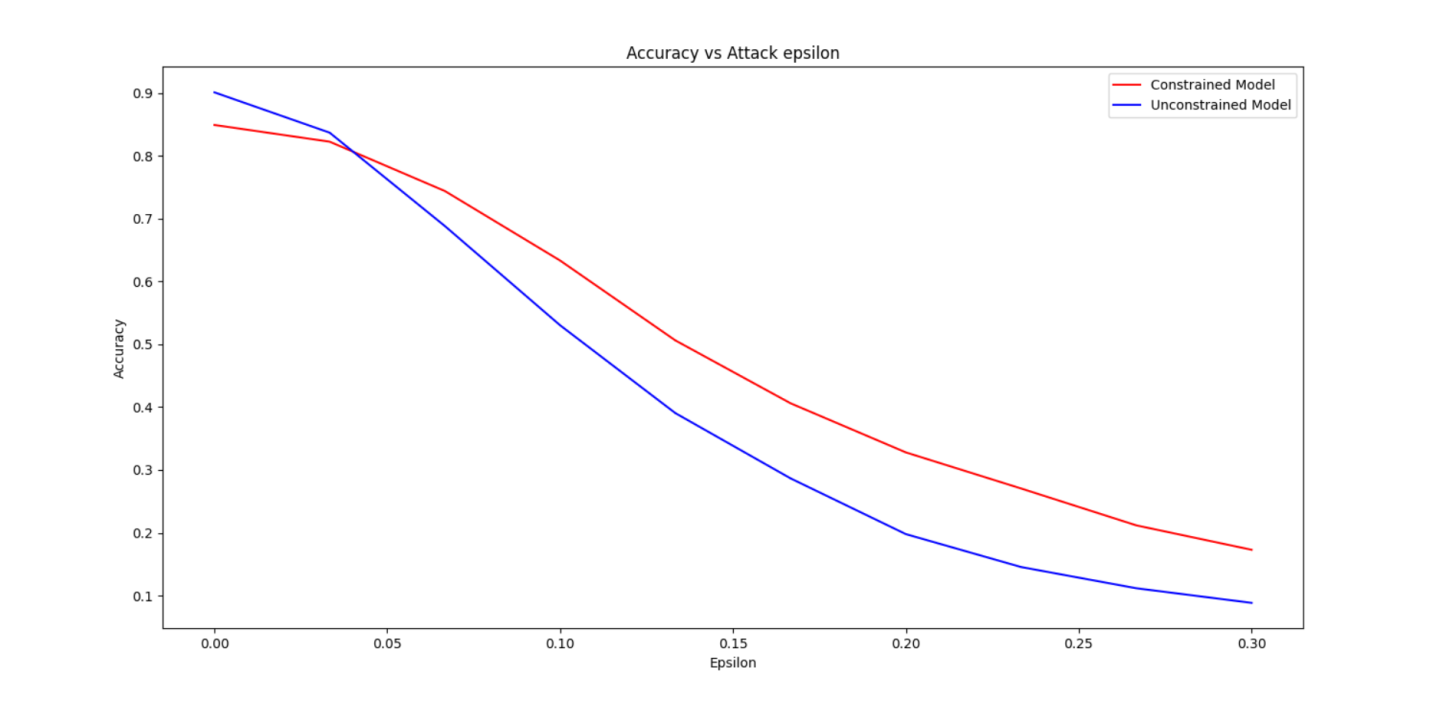 Accuracy vs Attack epsilon
Constrained Model
Unconstrained Model
Accuracy
0.9
0.8
0.7
0.6
0.5
0.4
0.3
0.2
0.1
0.00 0.05 0.10 0.15 0.20 0.25 0.30
Epsilon